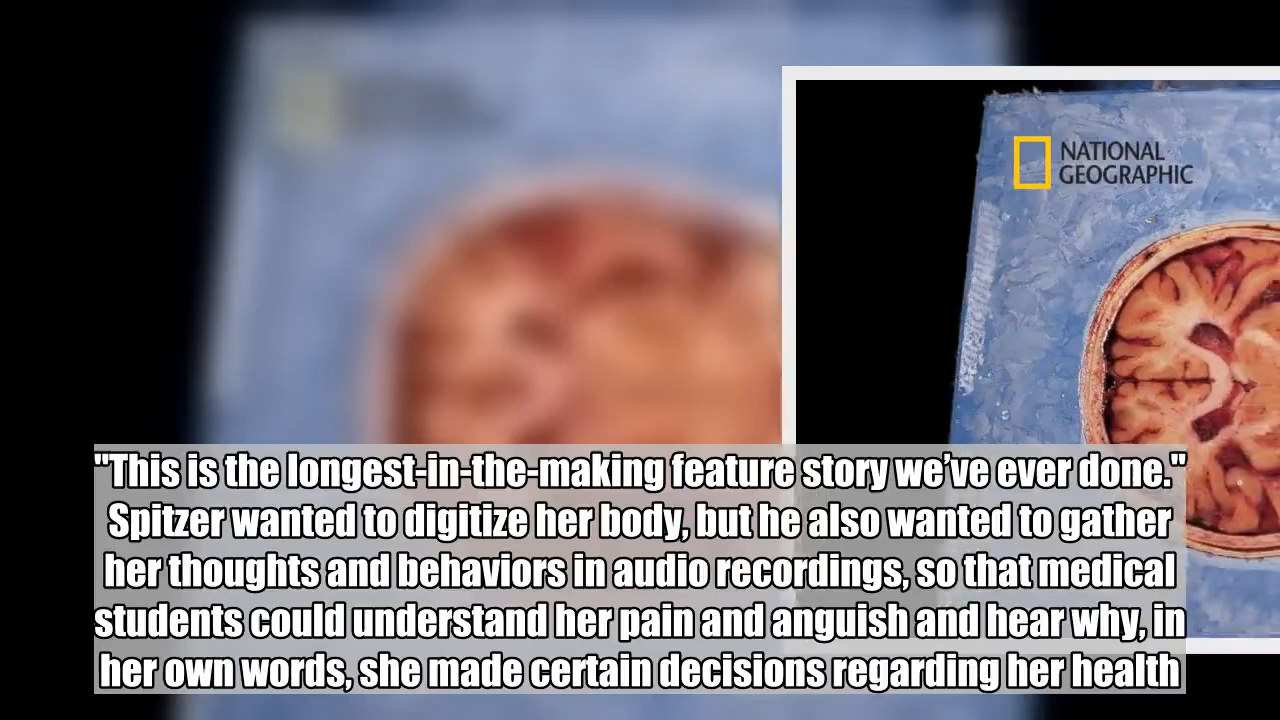 NATIONAL
GEOGRAPHIC
"This is the longest-in-the-making feature story we’ve ever done."
Spitzer wanted to digitize her body, but he also wanted to gather
her thoughts and behaviors in audio recordings, so that medical
students could understand her pain and anguish and hear why, in
her own words, she made certain decisions regarding her health